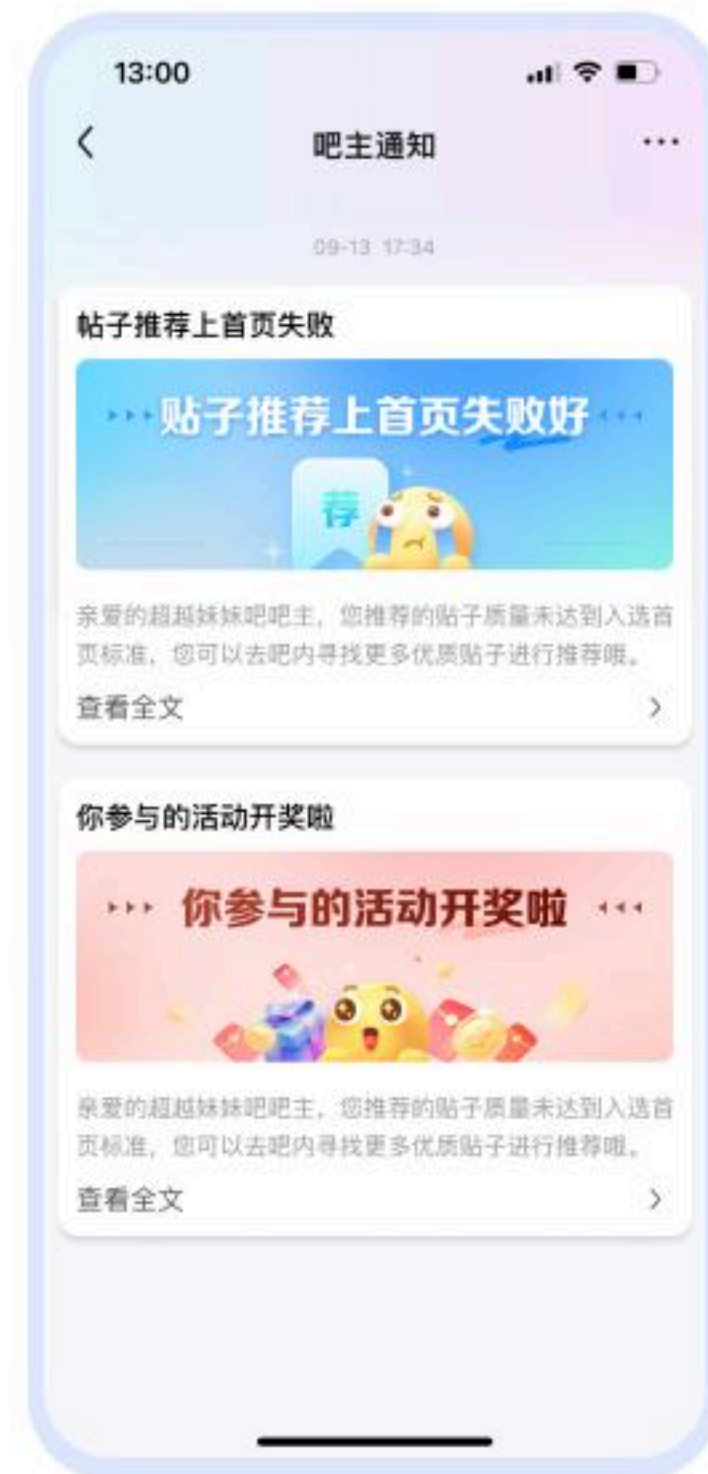 13:00
吧主通知
09-13 17:34
帖子推荐上首页失败
贴子推荐上首页失败好
荐
亲爱的超越妹妹吧吧主，您推荐的贴子质量未达到入选首
页标准，您可以去吧内寻找更多优质贴子进行推荐哦。
查看全文
你参与的活动开奖啦
你参与的活动开奖啦
亲爱的超越妹妹吧吧主，您推荐的贴子质量未达到入选首
页标准，您可以去吧内寻找更多优质贴子进行推荐哦。
查看全文